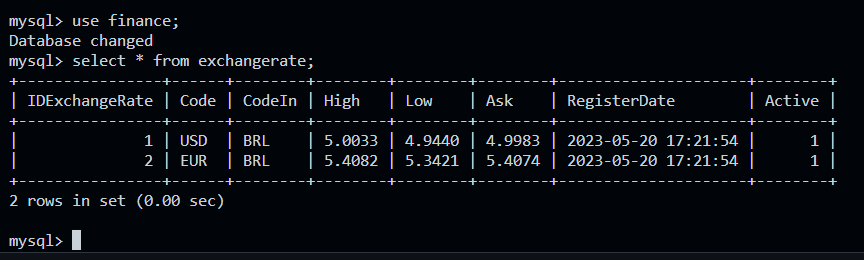 mysql> use finance;
Database changed
mysql> select * from exchangerate;
+----------------+------+--------+--------+--------+--------+---------------------+--------+
| IDExchangeRate | Code | CodeIn | High   | Low    | Ask    | RegisterDate        | Active |
+----------------+------+--------+--------+--------+--------+---------------------+--------+
|              1 | USD  | BRL    | 5.0033 | 4.9440 | 4.9983 | 2023-05-20 17:21:54 |      1 |
|              2 | EUR  | BRL    | 5.4082 | 5.3421 | 5.4074 | 2023-05-20 17:21:54 |      1 |
+----------------+------+--------+--------+--------+--------+---------------------+--------+
2 rows in set (0.00 sec)
mysql>